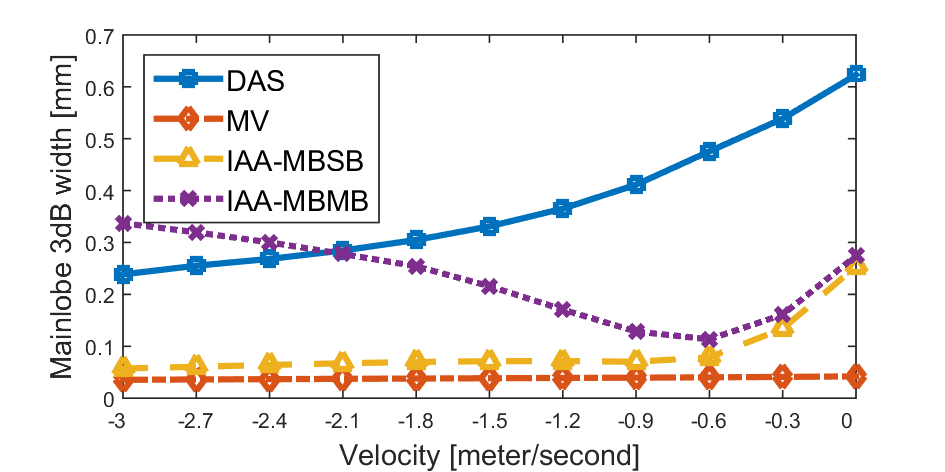 0.7
0.6
0.5
0.4
0.3
0.2
0.1
0
Mainlobe 3dB width [mm]
DAS
MV
IAA-MBSB
IAA-MBMB
-3 -2.7 -2.4 -2.1 -1.8 -1.5 -1.2 -0.9 -0.6 -0.3 0
Velocity [meter/second]